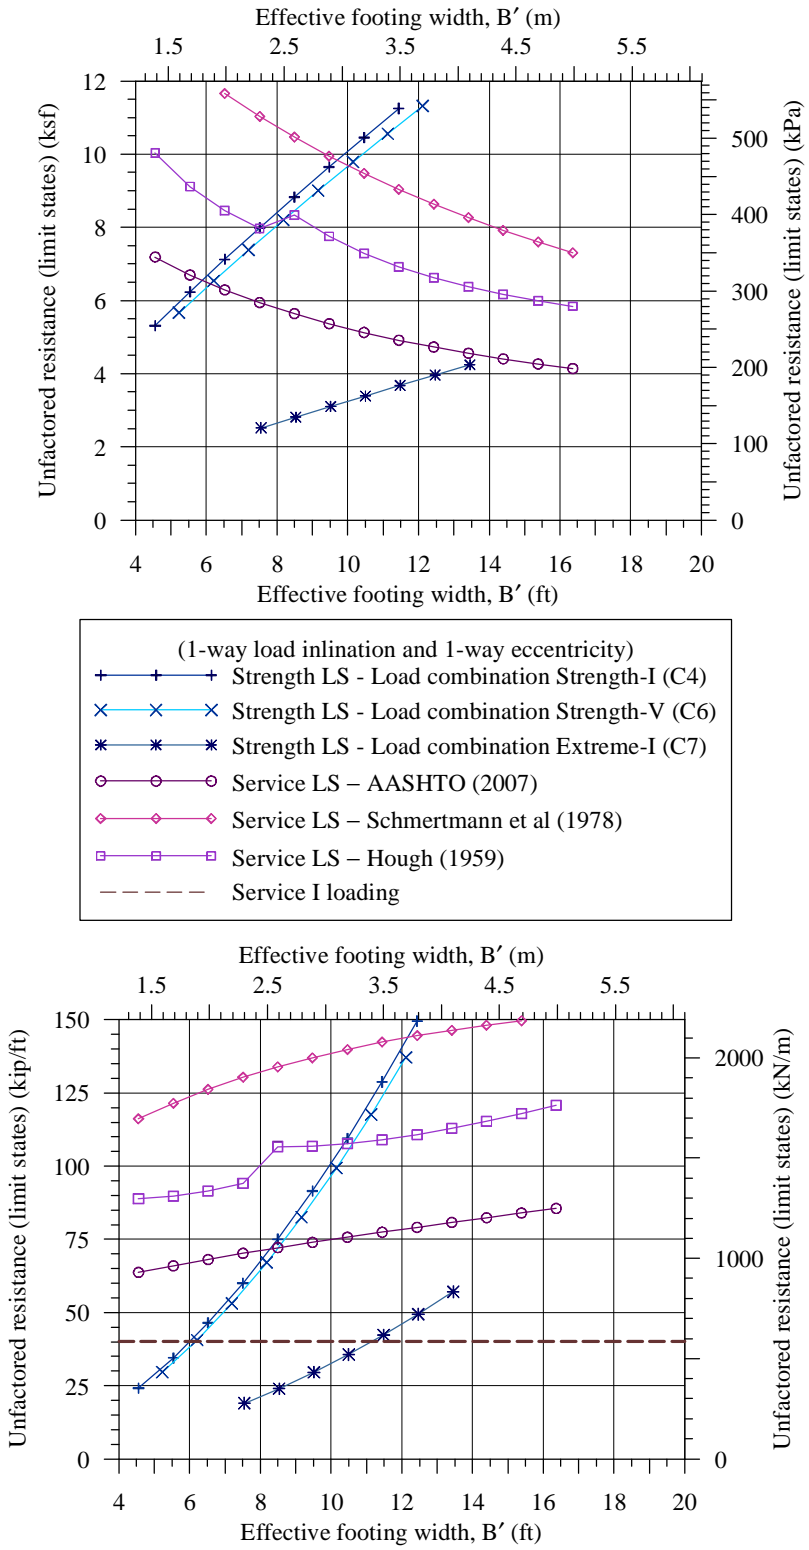 Effective footing width, B′ (m)
1.5 2.5 3.5 4.5 5.5
Unfactored resistance (limit states) (ksf)
12
10
8
6
4
2
0
500
400
300
200
100
0
Unfactored resistance (limit states) (kPa)
4 6 8 10 12 14 16 18 20
Effective footing width, B′ (ft)
(1-way load inlination and 1-way eccentricity)
Strength LS - Load combination Strength-I (C4)
Strength LS - Load combination Strength-V (C6)
Strength LS - Load combination Extreme-I (C7)
Service LS – AASHTO (2007)
Service LS – Schmertmann et al (1978)
Service LS – Hough (1959)
Service I loading
Effective footing width, B′ (m)
1.5 2.5 3.5 4.5 5.5
Unfactored resistance (limit states) (kip/ft)
150
125
100
75
50
25
0
2000
1000
0
Unfactored resistance (limit states) (kN/m)
4 6 8 10 12 14 16 18 20
Effective footing width, B′ (ft)